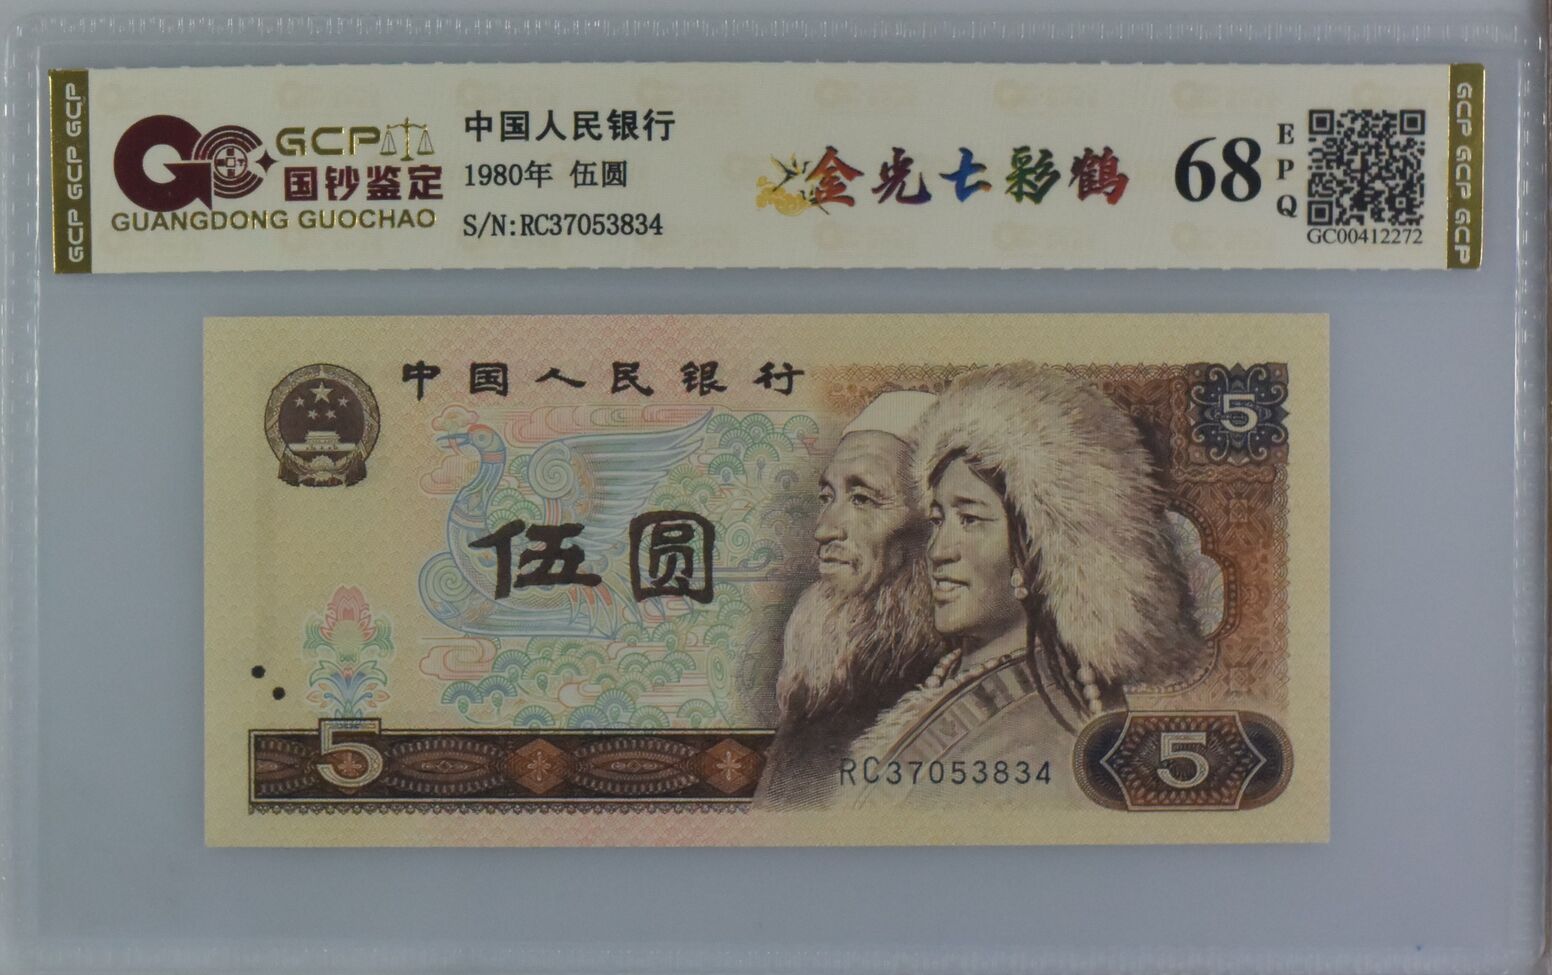 GCP GCP GCP
GCP
国钞鉴定
GUANGDONG GUOCHAO
中国人民银行
1980年 伍圆
S/N:RC37053834
金光七彩鹤
68
EPQ
GC00412272
GCP GCP GCP
中国人民银行
5
伍圆
5
RC37053834
5